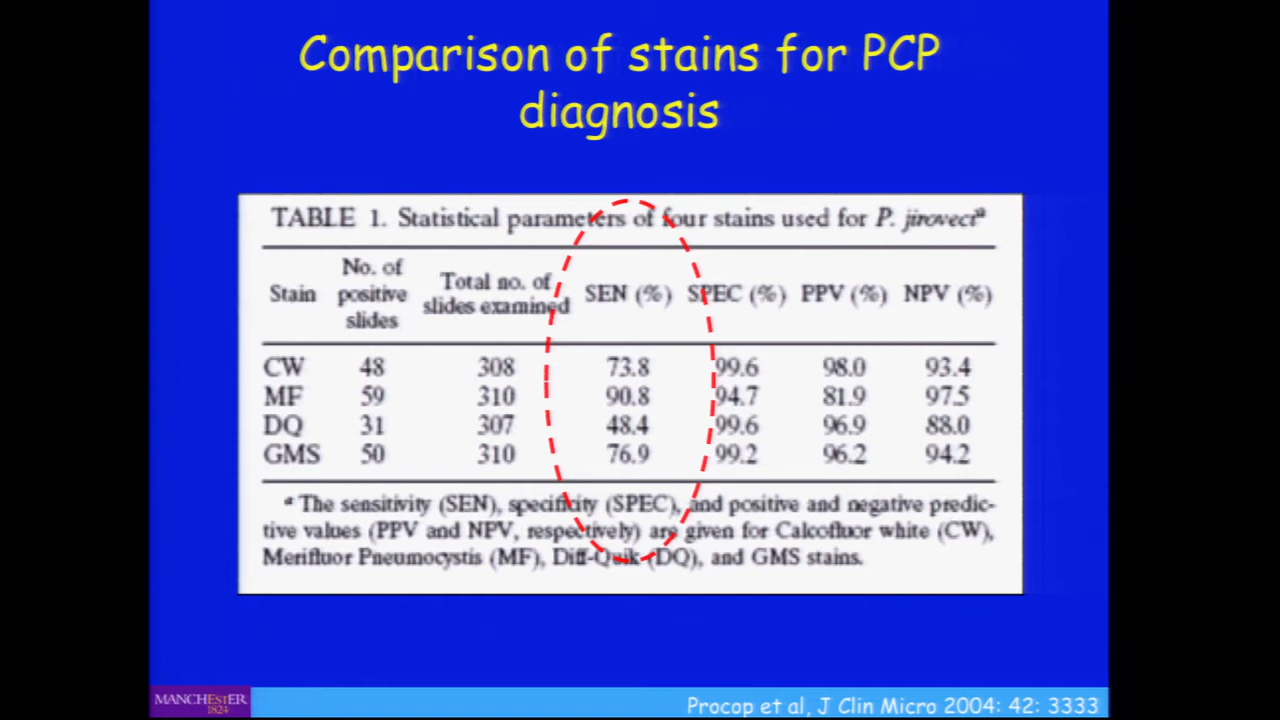 Comparison of stains for PCP
diagnosis
TABLE 1. Statistical parameters of four stains used for P. jiroveciᵃ
Stain No. of positive slides Total no. of slides examined SEN (%) SPEC (%) PPV (%) NPV (%)
CW 48 308 73.8 99.6 98.0 93.4
MF 59 310 90.8 94.7 81.9 97.5
DQ 31 307 48.4 99.6 96.9 88.0
GMS 50 310 76.9 99.2 96.2 94.2
ᵃ The sensitivity (SEN), specificity (SPEC), and positive and negative predic-
tive values (PPV and NPV, respectively) are given for Calcofluor white (CW),
Merifluor Pneumocystis (MF), Diff-Quik (DQ), and GMS stains.
MANCHESTER
1824
Procop et al, J Clin Micro 2004: 42: 3333